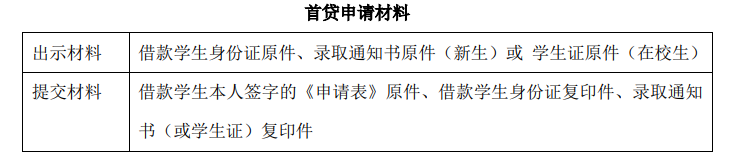 首贷申请材料
出示材料 借款学生身份证原件、录取通知书原件（新生）或 学生证原件（在校生）
提交材料 借款学生本人签字的《申请表》原件、借款学生身份证复印件、录取通知
书（或学生证）复印件